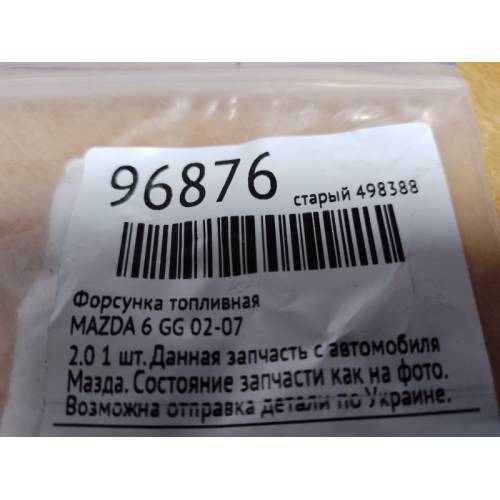 96876 старый 498388
Форсунка топливная
MAZDA 6 GG 02-07
2.0 1 шт. Данная запчасть с автомобиля
Мазда. Состояние запчасти как на фото.
Возможна отправка детали по Украине.